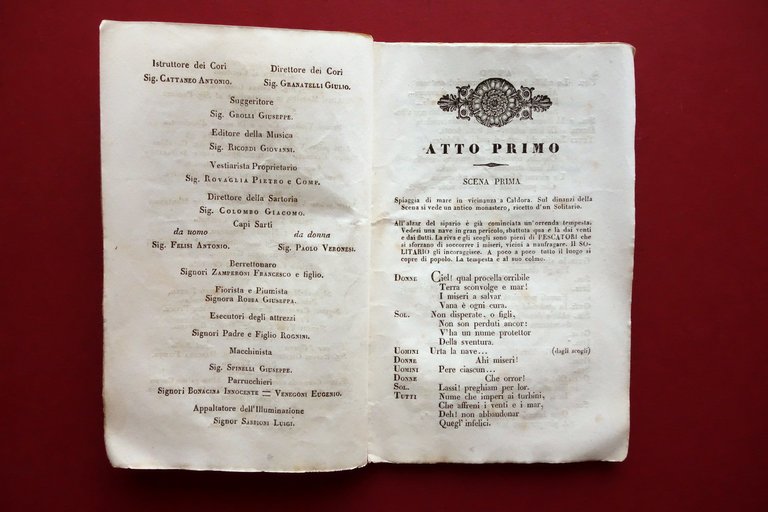 Istruttore dei Cori
Sig. CATTANEO ANTONIO.
Direttore dei Cori
Sig. GRANATELLI GIULIO.
Suggeritore
Sig. GROLLI GIUSEPPE.
Editore della Musica
Sig. RICORDI GIOVANNI.
Vestiarista Proprietario
Sig. ROVAGLIA PIETRO e COMP.
Direttore della Sartoria
Sig. COLOMBO GIACOMO.
Capi Sarti
da uomo
Sig. FELISI ANTONIO.
da donna
Sig. PAOLO VERONESI.
Berrettonaro
Signori ZAMPERONI FRANCESCO e figlio.
Fiorista e Piumista
Signora ROBBA GIUSEPPA.
Esecutori degli attrezzi
Signori Padre e Figlio ROGNINI.
Macchinista
Sig. SPINELLI GIUSEPPE.
Parrucchieri
Signori BONACINA INNOCENTE = VENEGONI EUGENIO.
Appaltatore dell'Illuminazione
Signor SABBIONI LUIGI.
ATTO PRIMO
SCENA PRIMA
Spiaggia di mare in vicinanza a Caldora. Sul dinanzi della
Scena si vede un antico monastero, ricetto d'un Solitario.
All'alzar del sipario è già cominciata un'orrenda tempesta.
Vedesi una nave in gran pericolo, sbattuta qua e là dai venti
e dai flutti. La riva e gli scogli sono pieni di PESCATORI che
si sforzano di soccorrer i miseri, vicini a naufragare. Il SO-
LITARIO gli incoraggisce. A poco a poco tutto il luogo si
copre di popolo. La tempesta è al suo colmo.
DONNE Ciel! qual procella orribile
Terra sconvolge e mar!
I miseri a salvar
Vana è ogni cura.
SOL. Non disperate, o figli,
Non son perduti ancor:
V'ha un nume protettor
Della sventura.
UOMINI Urta la nave... (dagli scogli)
DONNE Ahi miseri!
UOMINI Pere ciascun...
DONNE Che orror!
SOL. Lassi! preghiam per lor.
TUTTI Nume che imperi ai turbini,
Che affreni i venti e i mar,
Deh! non abbandonar
Quegl' infelici.